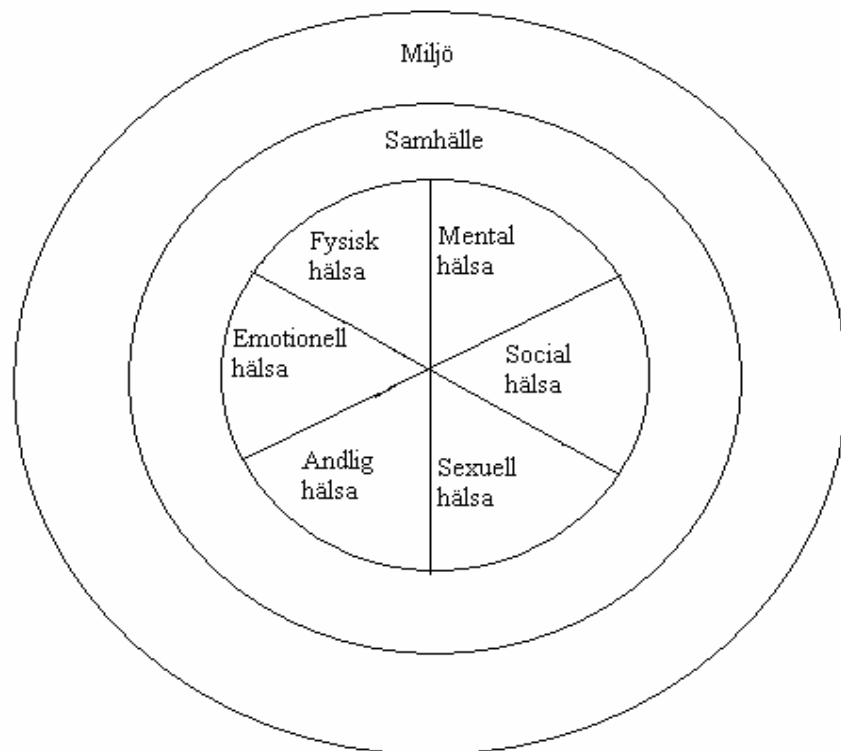 Miljö
Samhälle
Fysisk
hälsa
Mental
hälsa
Emotionell
hälsa
Social
hälsa
Andlig
hälsa
Sexuell
hälsa